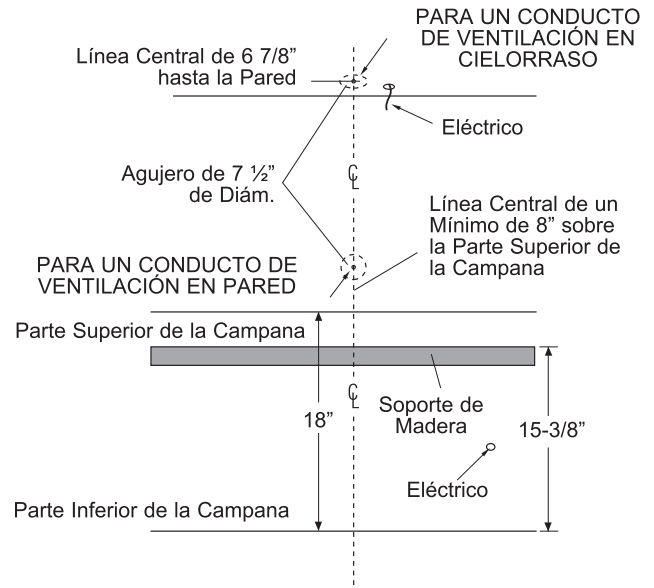 PARA UN CONDUCTO
DE VENTILACIÓN EN
CIELORRASO
Línea Central de 6 7/8”
hasta la Pared
Eléctrico
Agujero de 7 ½”
de Diám.
℄
Línea Central de un
Mínimo de 8” sobre
la Parte Superior de
la Campana
PARA UN CONDUCTO DE
VENTILACIÓN EN PARED
Parte Superior de la Campana
℄
18”
Soporte de
Madera
15-3/8”
Eléctrico
Parte Inferior de la Campana